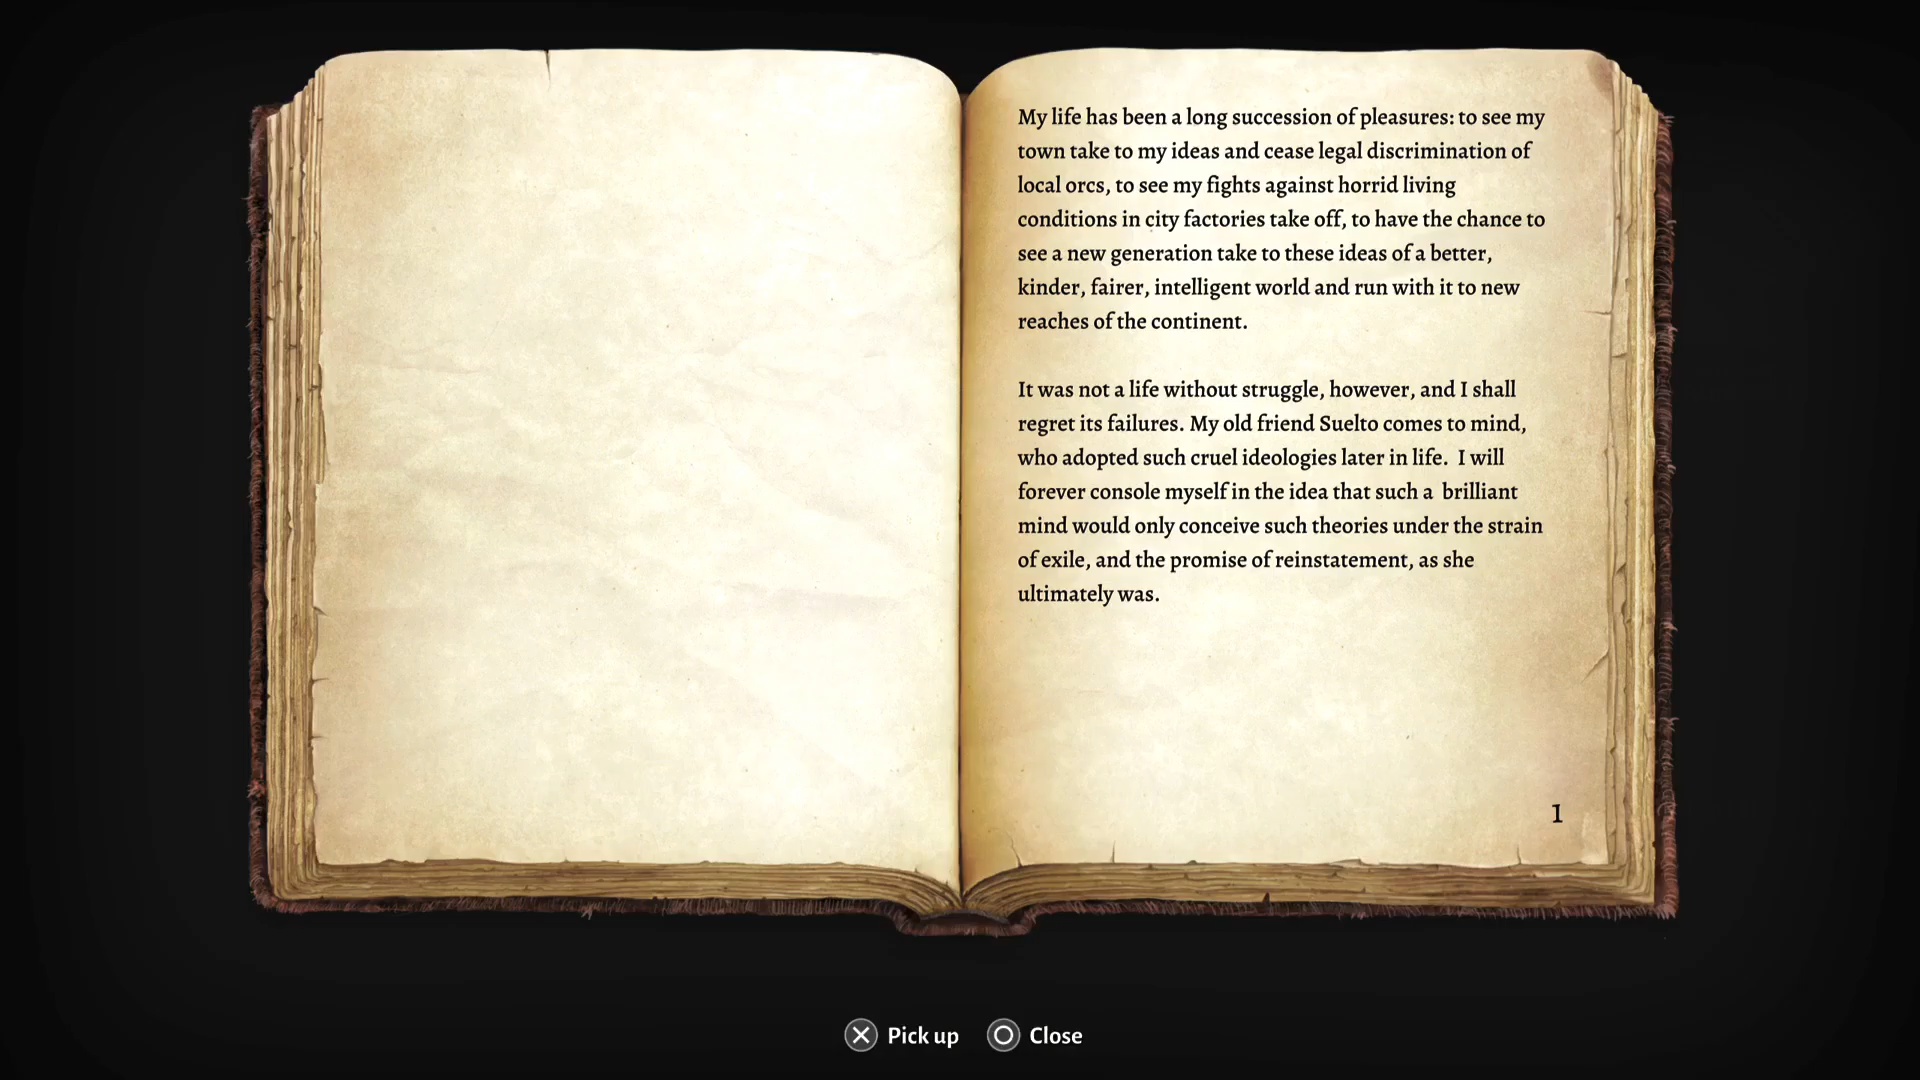 My life has been a long succession of pleasures: to see my
town take to my ideas and cease legal discrimination of
local orcs, to see my fights against horrid living
conditions in city factories take off, to have the chance to
see a new generation take to these ideas of a better,
kinder, fairer, intelligent world and run with it to new
reaches of the continent.
It was not a life without struggle, however, and I shall
regret its failures. My old friend Suelto comes to mind,
who adopted such cruel ideologies later in life.  I will
forever console myself in the idea that such a  brilliant
mind would only conceive such theories under the strain
of exile, and the promise of reinstatement, as she
ultimately was.
1
Pick up
Close